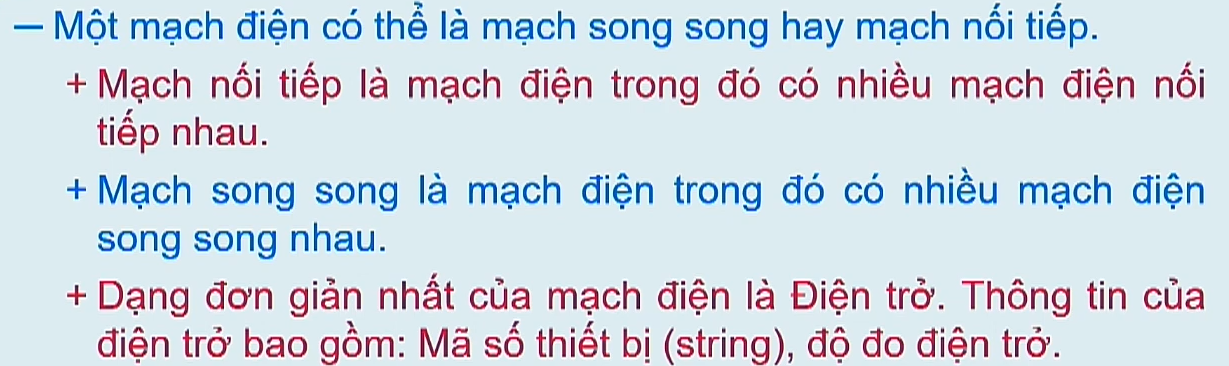 — Một mạch điện có thể là mạch song song hay mạch nối tiếp.
+ Mạch nối tiếp là mạch điện trong đó có nhiều mạch điện nối
tiếp nhau.
+ Mạch song song là mạch điện trong đó có nhiều mạch điện
song song nhau.
+ Dạng đơn giản nhất của mạch điện là Điện trở. Thông tin của
điện trở bao gồm: Mã số thiết bị (string), độ đo điện trở.